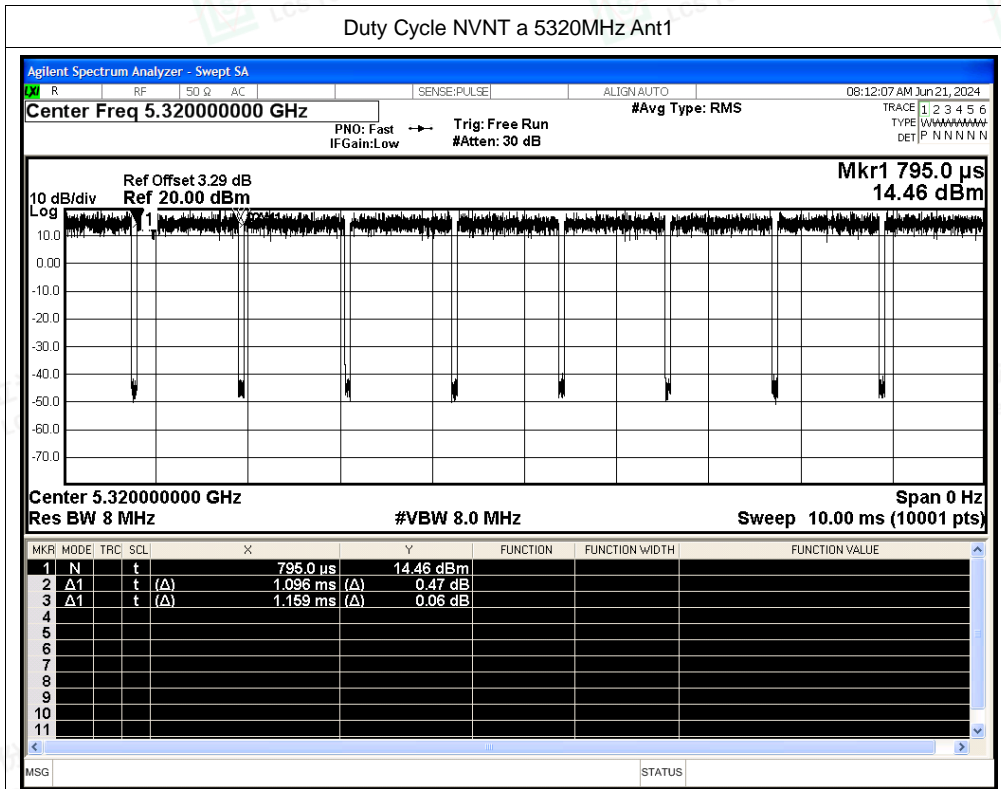 Duty Cycle NVNT a 5320MHz Ant1
Agilent Spectrum Analyzer - Swept SA
LXI R RF 50 Ω AC SENSE:PULSE ALIGN AUTO 08:12:07 AM Jun 21, 2024
Center Freq 5.320000000 GHz #Avg Type: RMS TRACE 1 2 3 4 5 6
PNO: Fast Trig: Free Run TYPE
IFGain:Low #Atten: 30 dB DET P N N N N N
Mkr1 795.0 µs
Ref Offset 3.29 dB
10 dB/div Ref 20.00 dBm 14.46 dBm
Log
1
10.0
0.00
-10.0
-20.0
-30.0
-40.0
-50.0
-60.0
-70.0
Center 5.320000000 GHz Span 0 Hz
Res BW 8 MHz #VBW 8.0 MHz Sweep 10.00 ms (10001 pts)
MKR MODE TRC SCL X Y FUNCTION FUNCTION WIDTH FUNCTION VALUE
1 N t 795.0 µs 14.46 dBm
2 Δ1 t (Δ) 1.096 ms (Δ) 0.47 dB
3 Δ1 t (Δ) 1.159 ms (Δ) 0.06 dB
4
5
6
7
8
9
10
11
MSG STATUS